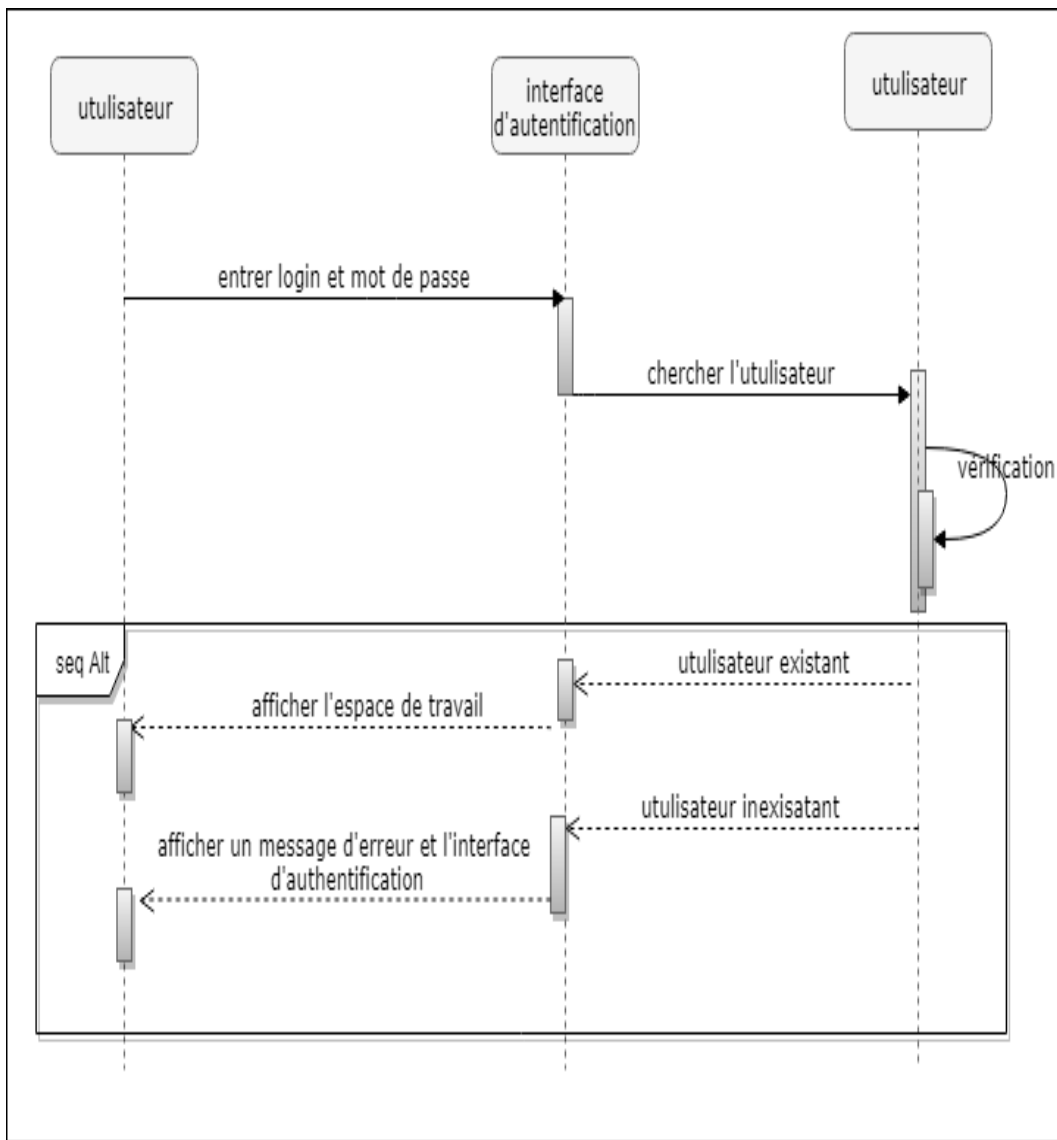 utulisateur
interface
d'autentification
utulisateur
entrer login et mot de passe
chercher l'utulisateur
vérification
seq Alt
utulisateur existant
afficher l'espace de travail
utulisateur inexisatant
afficher un message d'erreur et l'interface
d'authentification